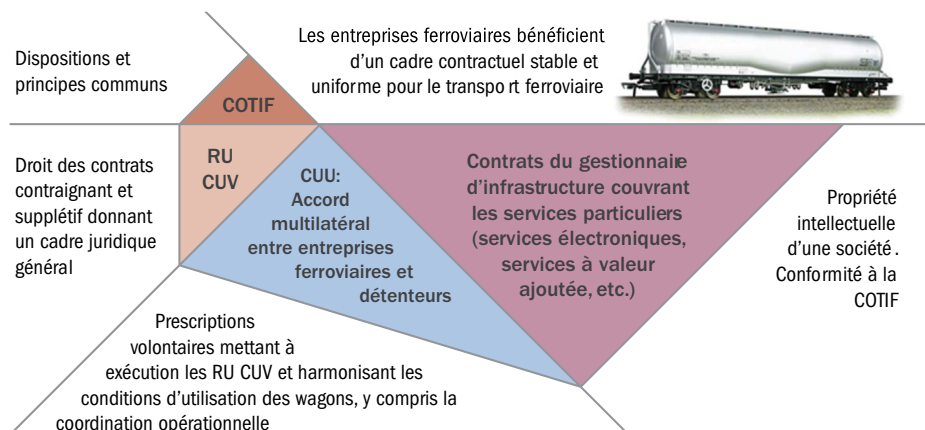 Dispositions et
principes communs
Les entreprises ferroviaires bénéficient
d'un cadre contractuel stable et
uniforme pour le transpo rt ferroviaire
COTIF
Droit des contrats
contraignant et
supplétif donnant
un cadre juridique
général
RU
CUV
CUU:
Accord
multilatéral
entre entreprises
ferroviaires et
détenteurs
Contrats du gestionnaire
d'infrastructure couvrant
les services particuliers
(services électroniques,
services à valeur
ajoutée, etc.)
Propriété
intellectuelle
d'une société.
Conformité à la
COTIF
Prescriptions
volontaires mettant à
exécution les RU CUV et harmonisant les
conditions d'utilisation des wagons, y compris la
coordination opérationnelle